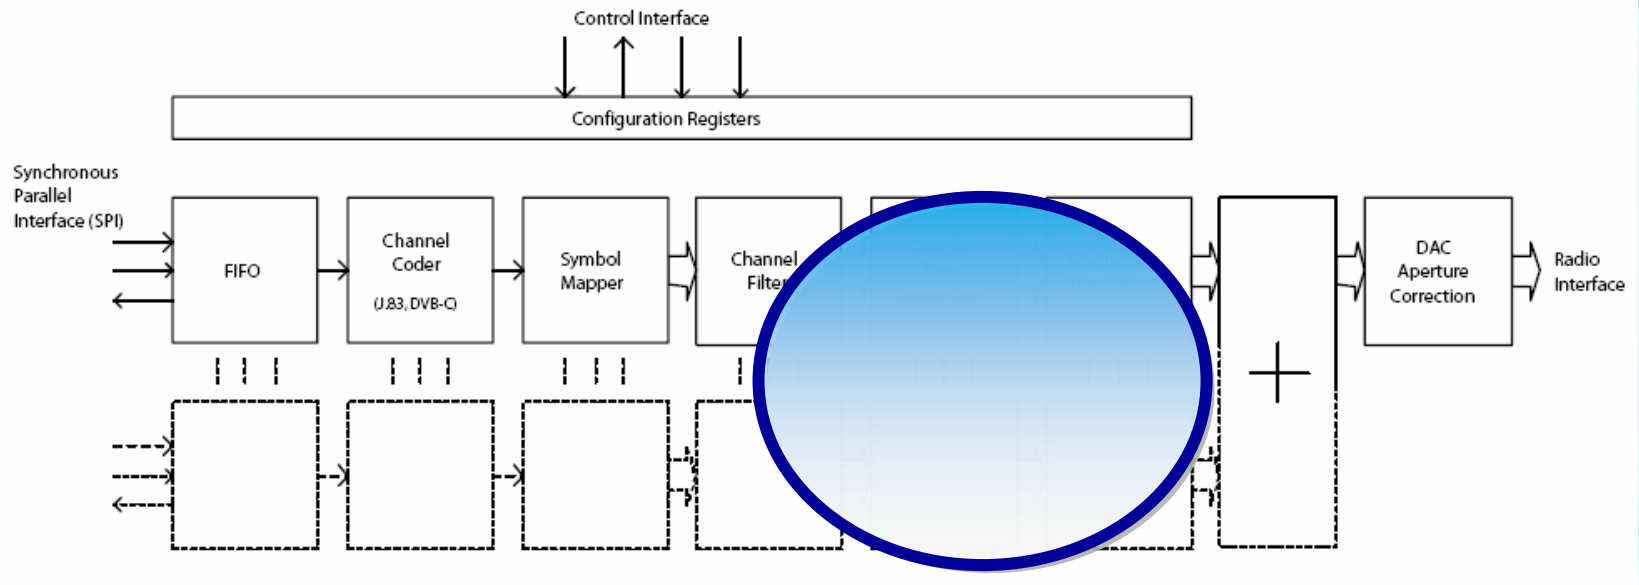 Control Interface
Configuration Registers
Synchronous
Parallel
Interface (SPI)
FIFO
Channel
Coder
(J.83, DVB-C)
Symbol
Mapper
Channel
Filter
+
DAC
Aperture
Correction
Radio
Interface